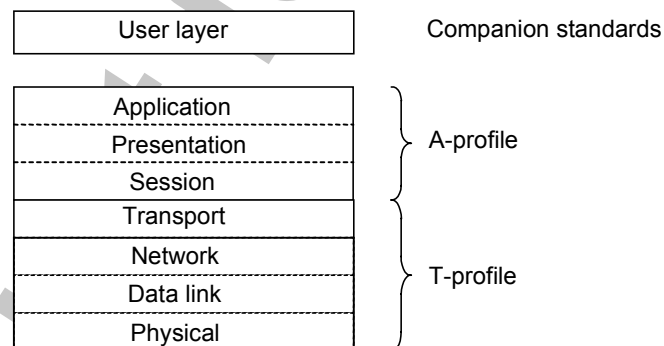 User layer
Companion standards
Application
Presentation
Session
A-profile
Transport
Network
Data link
Physical
T-profile